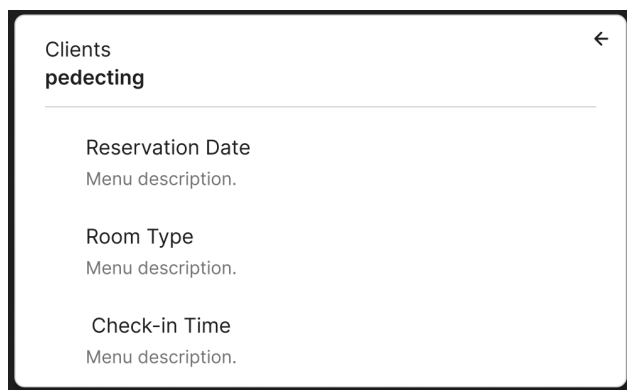 Clients
pedecting
Reservation Date
Menu description.
Room Type
Menu description.
Check-in Time
Menu description.